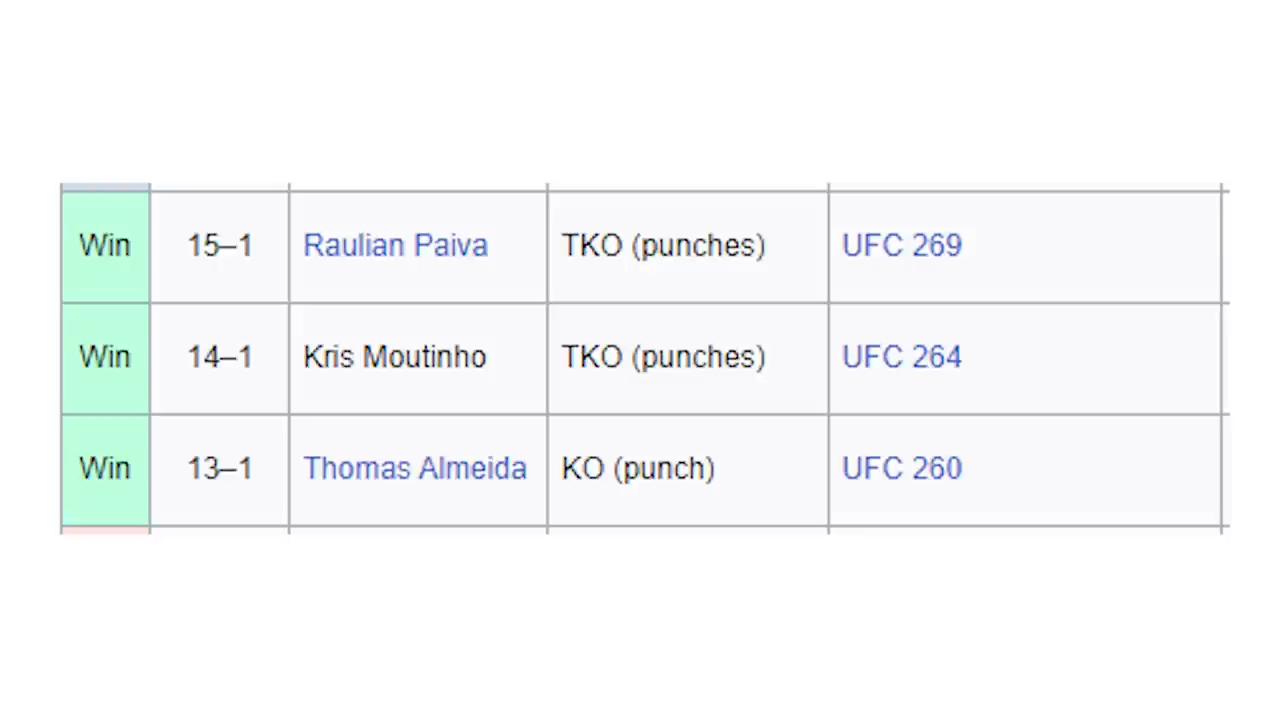 Win 15–1 Raulian Paiva TKO (punches) UFC 269
Win 14–1 Kris Moutinho TKO (punches) UFC 264
Win 13–1 Thomas Almeida KO (punch) UFC 260